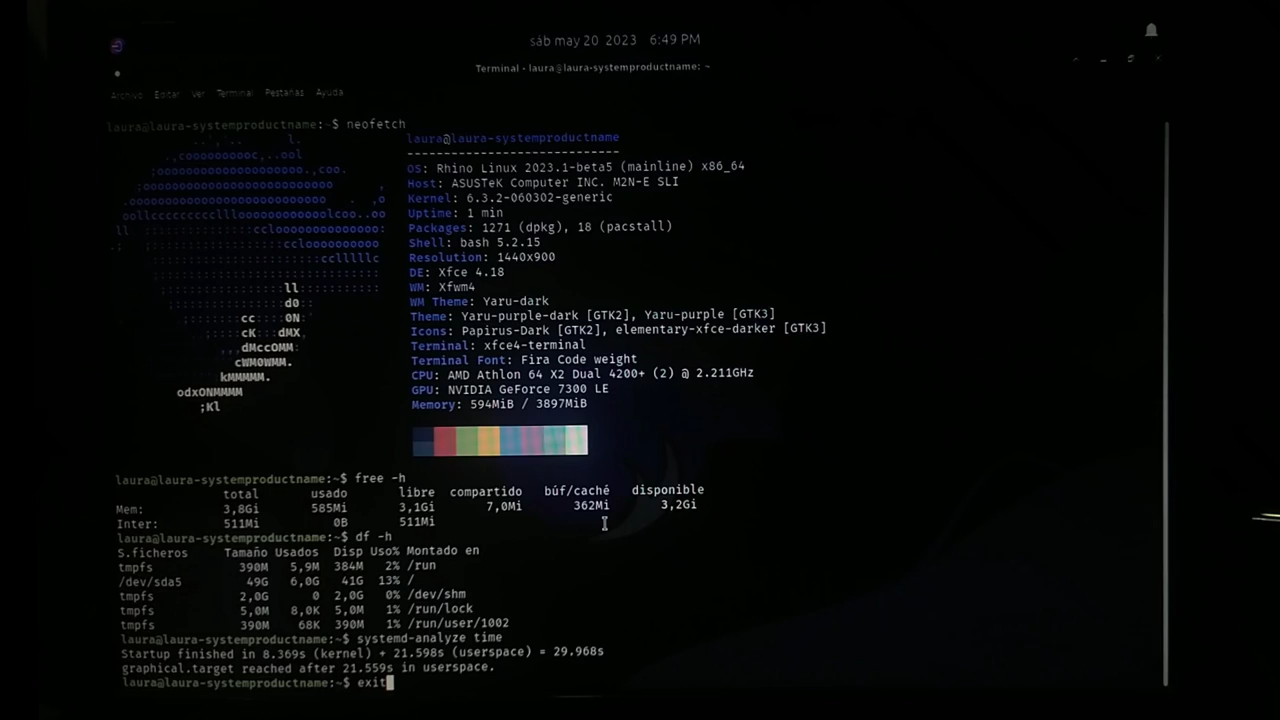 sáb may 20 2023 6:49 PM
Terminal - laura@laura-systemproductname: ~
Archivo Editar Ver Terminal Pestañas Ayuda
laura@laura-systemproductname:~$ neofetch
laura@laura-systemproductname
-----------------------------
OS: Rhino Linux 2023.1-beta5 (mainline) x86_64
Host: ASUSTeK Computer INC. M2N-E SLI
Kernel: 6.3.2-060302-generic
Uptime: 1 min
Packages: 1271 (dpkg), 18 (pacstall)
Shell: bash 5.2.15
Resolution: 1440x900
DE: Xfce 4.18
WM: Xfwm4
WM Theme: Yaru-dark
Theme: Yaru-purple-dark [GTK2], Yaru-purple [GTK3]
Icons: Papirus-Dark [GTK2], elementary-xfce-darker [GTK3]
Terminal: xfce4-terminal
Terminal Font: Fira Code weight
CPU: AMD Athlon 64 X2 Dual 4200+ (2) @ 2.211GHz
GPU: NVIDIA GeForce 7300 LE
Memory: 594MiB / 3897MiB
laura@laura-systemproductname:~$ free -h
total usado libre compartido búf/caché disponible
Mem: 3,8Gi 585Mi 3,1Gi 7,0Mi 362Mi 3,2Gi
Inter: 511Mi 0B 511Mi
laura@laura-systemproductname:~$ df -h
S.ficheros Tamaño Usados Disp Uso% Montado en
tmpfs 390M 5,9M 384M 2% /run
/dev/sda5 49G 6,0G 41G 13% /
tmpfs 2,0G 0 2,0G 0% /dev/shm
tmpfs 5,0M 8,0K 5,0M 1% /run/lock
tmpfs 390M 68K 390M 1% /run/user/1002
laura@laura-systemproductname:~$ systemd-analyze time
Startup finished in 8.369s (kernel) + 21.598s (userspace) = 29.968s
graphical.target reached after 21.559s in userspace.
laura@laura-systemproductname:~$ exit